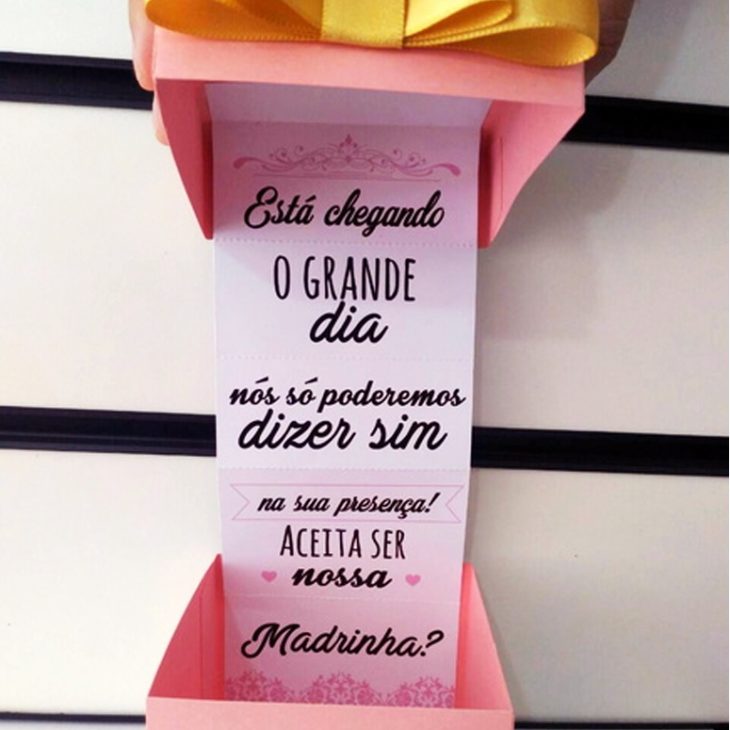 Está chegando
O GRANDE
dia
nós só poderemos
dizer sim
na sua presença!
ACEITA SER
nossa
Madrinha?